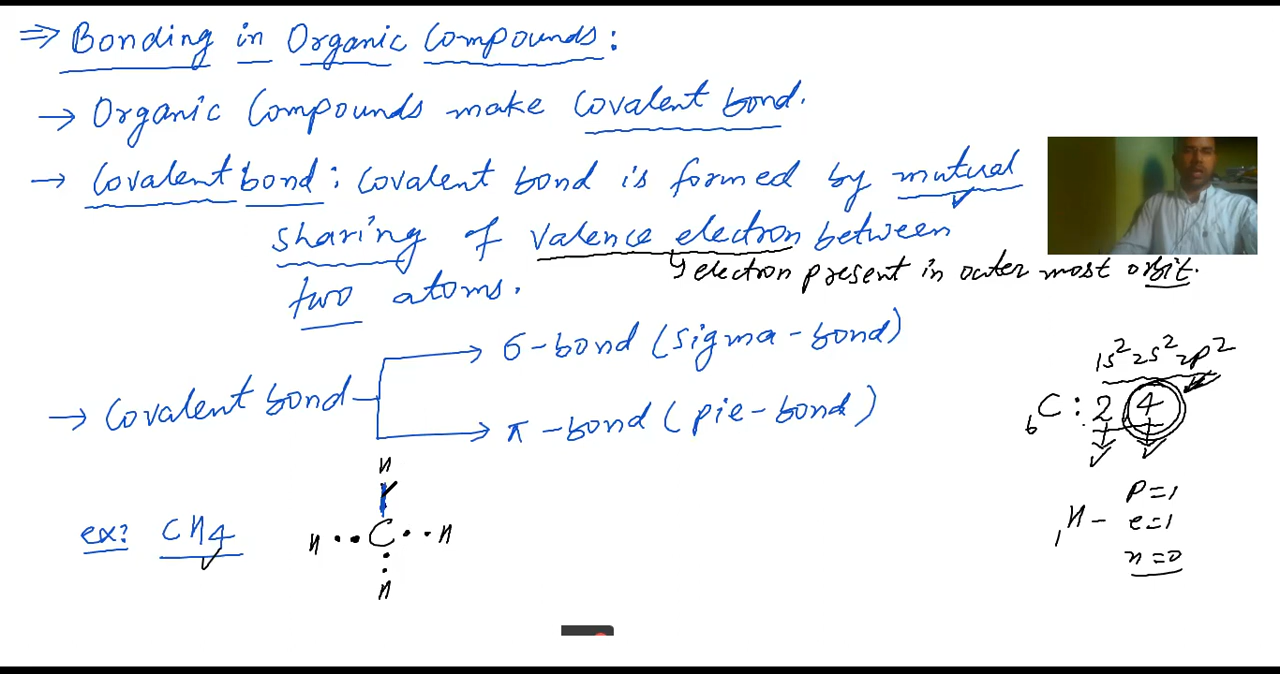 ⇒ Bonding in Organic Compounds:
→ Organic Compounds make Covalent bond.
→ Covalent bond: Covalent bond is formed by mutual
sharing of valence electron between
↳ electron present in outer most orbit.
two atoms.
→ Covalent bond
σ-bond (sigma-bond)
π-bond (pie-bond)
1s² 2s² 2p²
₆C: 2 4
ex: CH4
H
H ·· C ·· H
H
p=1
₁H – e=1
n=0